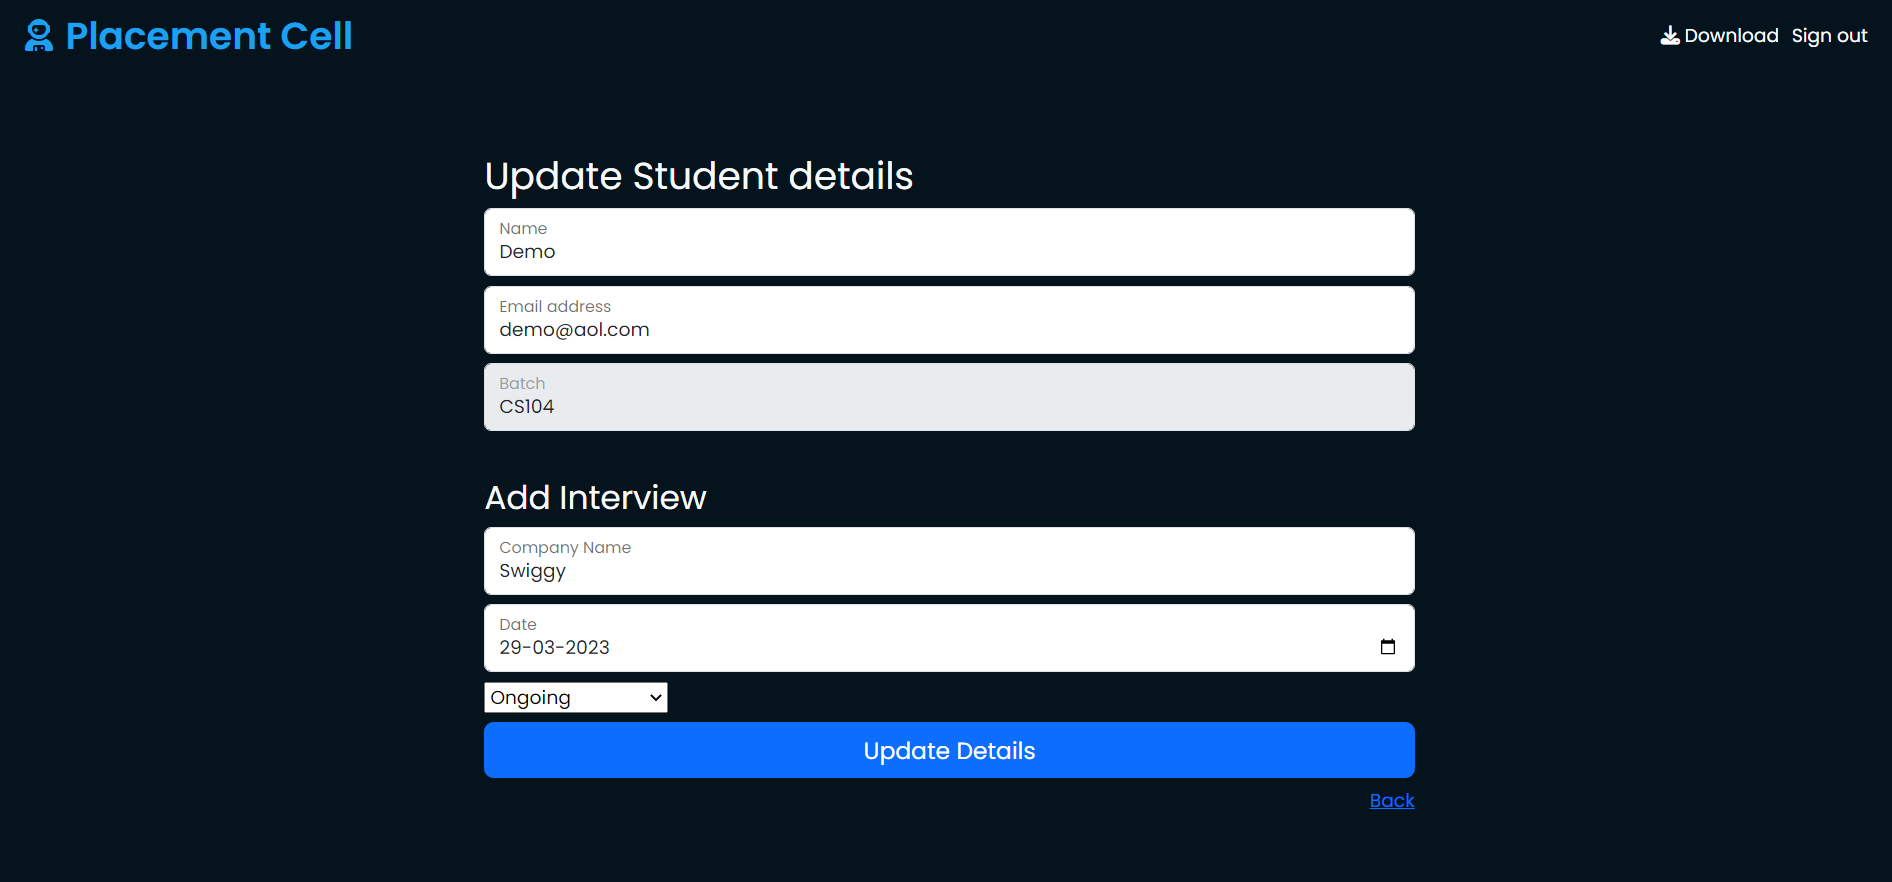 Placement Cell
Download Sign out
Update Student details
Name
Demo
Email address
demo@aol.com
Batch
CS104
Add Interview
Company Name
Swiggy
Date
29-03-2023
Ongoing
Update Details
Back